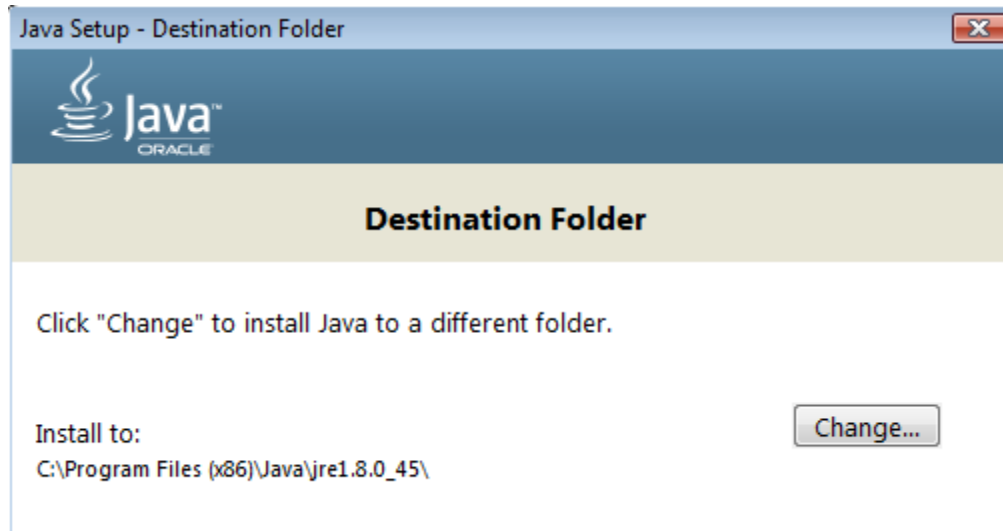 Java Setup - Destination Folder
Java™
ORACLE
Destination Folder
Click "Change" to install Java to a different folder.
Change...
Install to:
C:\Program Files (x86)\Java\jre1.8.0_45\